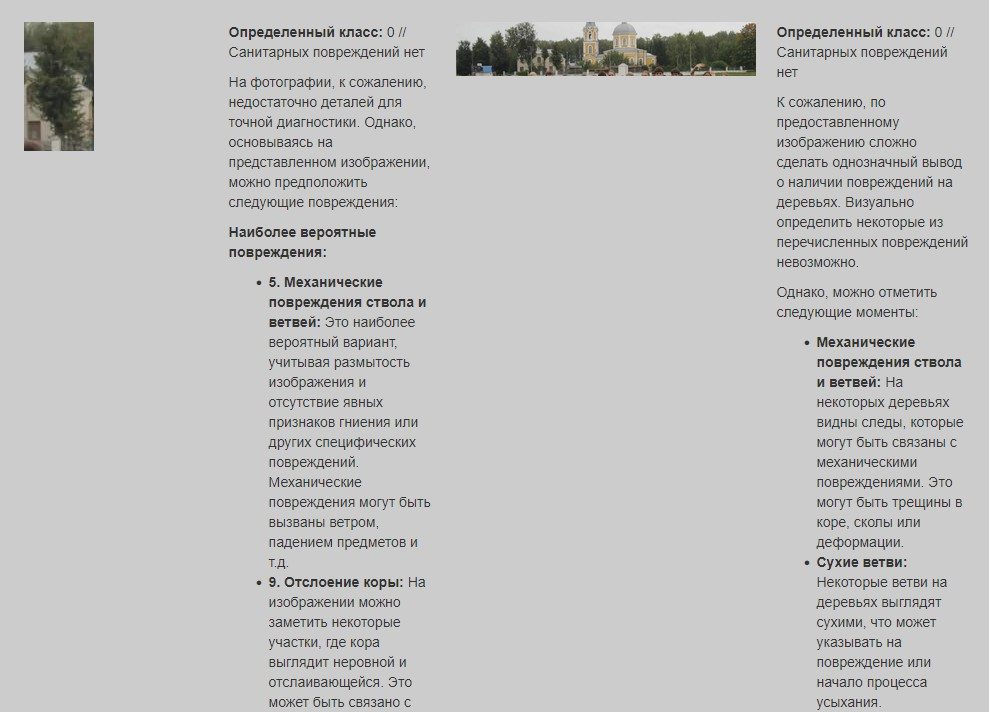 Определенный класс: 0 //
Санитарных повреждений нет
На фотографии, к сожалению,
недостаточно деталей для
точной диагностики. Однако,
основываясь на
представленном изображении,
можно предположить
следующие повреждения:
Наиболее вероятные
повреждения:
• 5. Механические
повреждения ствола и
ветвей: Это наиболее
вероятный вариант,
учитывая размытость
изображения и
отсутствие явных
признаков гниения или
других специфических
повреждений.
Механические
повреждения могут быть
вызваны ветром,
падением предметов и
т.д.
• 9. Отслоение коры: На
изображении можно
заметить некоторые
участки, где кора
выглядит неровной и
отслаивающейся. Это
может быть связано с
Определенный класс: 0 //
Санитарных повреждений
нет
К сожалению, по
предоставленному
изображению сложно
сделать однозначный вывод
о наличии повреждений на
деревьях. Визуально
определить некоторые из
перечисленных повреждений
невозможно.
Однако, можно отметить
следующие моменты:
• Механические
повреждения ствола
и ветвей: На
некоторых деревьях
видны следы, которые
могут быть связаны с
механическими
повреждениями. Это
могут быть трещины в
коре, сколы или
деформации.
• Сухие ветви:
Некоторые ветви на
деревьях выглядят
сухими, что может
указывать на
повреждение или
начало процесса
усыхания.